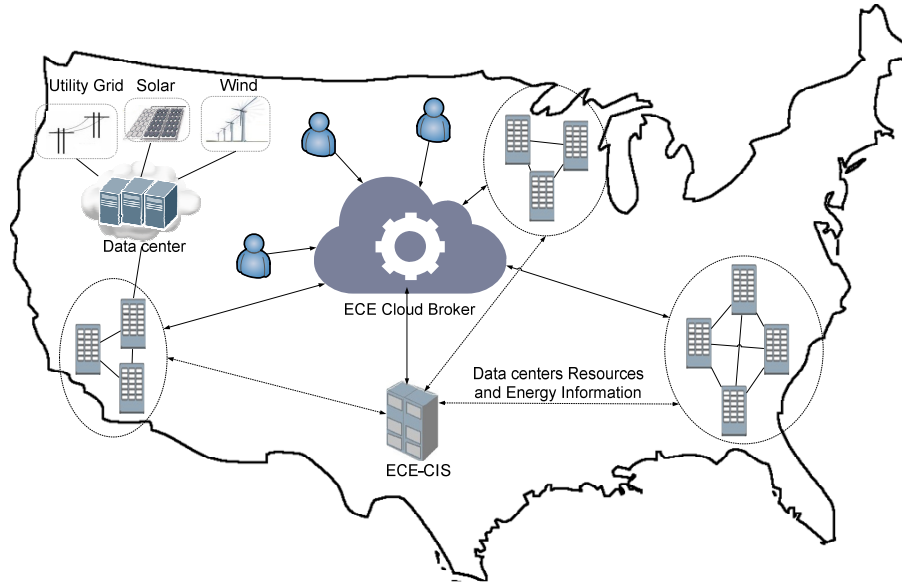 Utility Grid
Solar
Wind
Data center
ECE Cloud Broker
Data centers Resources
and Energy Information
ECE-CIS